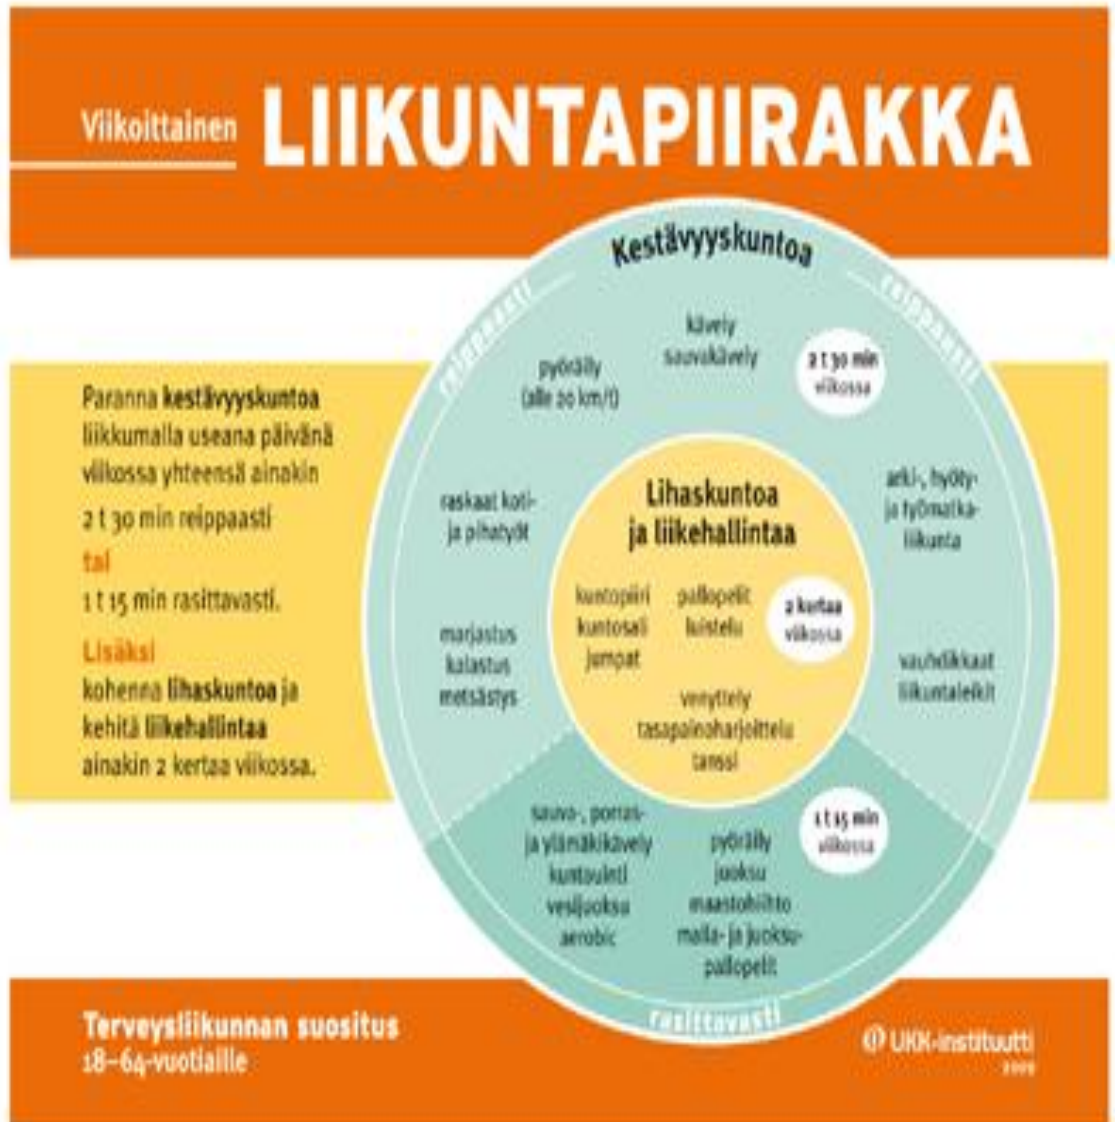 Viikoittainen LIIKUNTAPIIRAKKA
Paranna kestävyyskuntoa
liikkumalla useana päivänä
viikossa yhteensä ainakin
2 t 30 min reippaasti
tai
1 t 15 min rasittavasti.
Lisäksi
kohenna lihaskuntoa ja
kehitä liikehallintaa
ainakin 2 kertaa viikossa.
Kestävyyskuntoa
reippaasti
reippaasti
kävely
sauvakävely
2 t 30 min
viikossa
pyöräily
(alle 20 km/t)
raskaat koti-
ja pihatyöt
marjastus
kalastus
metsästys
arki-, hyöty-
ja työmatka-
liikunta
vauhdikkaat
liikuntaleikit
Lihaskuntoa
ja liikehallintaa
kuntopiiri
kuntosali
jumpat
pallopelit
luistelu
2 kertaa
viikossa
venyttely
tasapainoharjoittelu
tanssi
sauva-, porras-
ja ylämäkikävely
kuntouinti
vesijuoksu
aerobic
pyöräily
juoksu
maastohiihto
maila- ja juoksu-
pallopelit
1 t 15 min
viikossa
rasittavasti
Terveysliikunnan suositus
18–64-vuotiaille
UKK-instituutti
2009